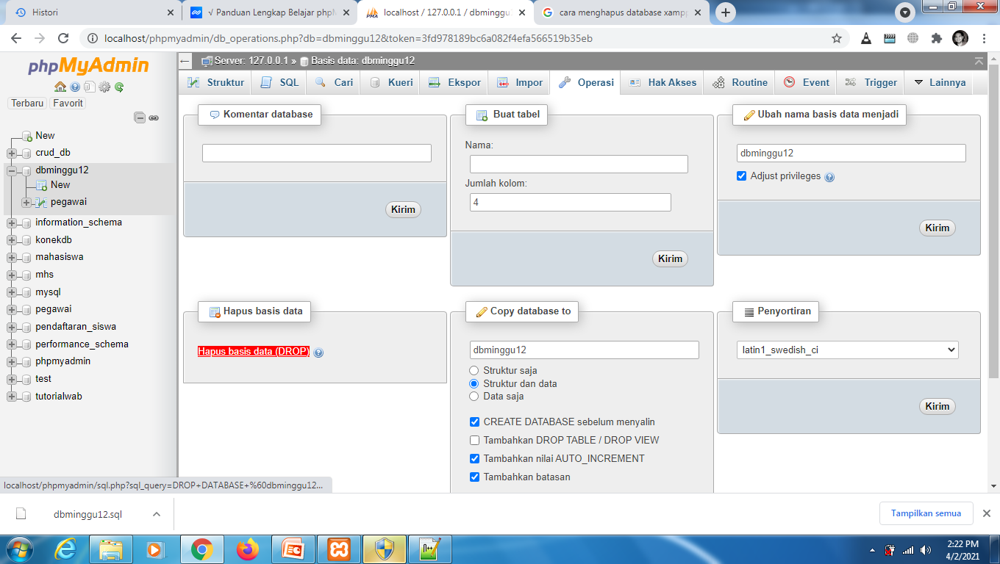 Histori
√ Panduan Lengkap Belajar phpM
localhost / 127.0.0.1 / dbminggu
cara menghapus database xampp
localhost/phpmyadmin/db_operations.php?db=dbminggu12&token=3fd978189bc6a082f4efa566519b35eb
phpMyAdmin
Terbaru Favorit
New
crud_db
dbminggu12
New
pegawai
information_schema
konekdb
mahasiswa
mhs
mysql
pegawai
pendaftaran_siswa
performance_schema
phpmyadmin
test
tutorialwab
Server: 127.0.0.1 » Basis data: dbminggu12
Struktur SQL Cari Kueri Ekspor Impor Operasi Hak Akses Routine Event Trigger Lainnya
Komentar database
Kirim
Buat tabel
Nama:
Jumlah kolom:
4
Kirim
Ubah nama basis data menjadi
dbminggu12
Adjust privileges
Kirim
Hapus basis data
Hapus basis data (DROP)
Copy database to
dbminggu12
Struktur saja
Struktur dan data
Data saja
CREATE DATABASE sebelum menyalin
Tambahkan DROP TABLE / DROP VIEW
Tambahkan nilai AUTO_INCREMENT
Tambahkan batasan
Penyortiran
latin1_swedish_ci
Kirim
localhost/phpmyadmin/sql.php?sql_query=DROP+DATABASE+%60dbminggu12...
dbminggu12.sql
Tampilkan semua
2:22 PM
4/2/2021